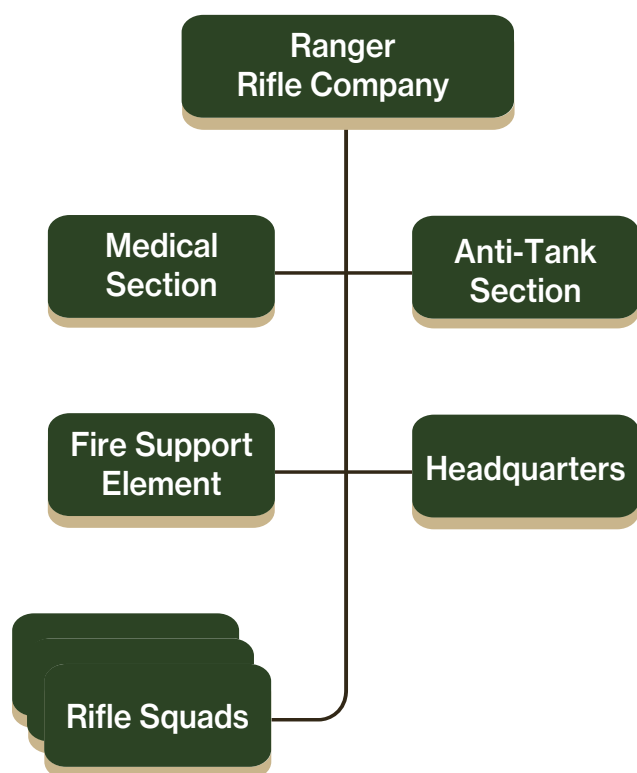 Ranger
Rifle Company
Medical
Section
Anti-Tank
Section
Fire Support
Element
Headquarters
Rifle Squads